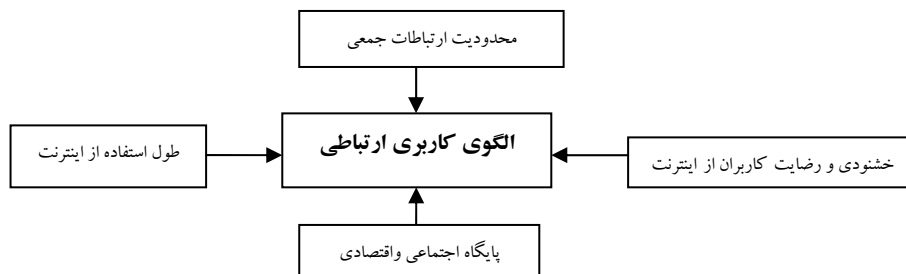 محدودیت ارتباطات جمعی
الگوی کاربری ارتباطی
خشنودی و رضایت کاربران از اینترنت
طول استفاده از اینترنت
پایگاه اجتماعی واقتصادی